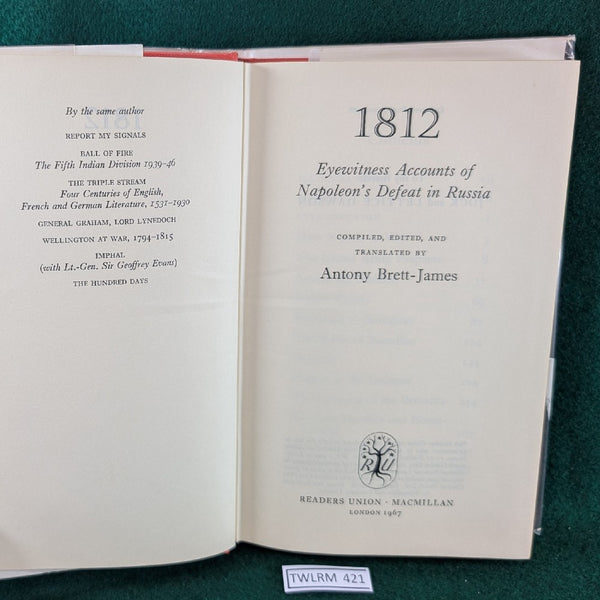 By the same author
REPORT MY SIGNALS
BALL OF FIRE
The Fifth Indian Division 1939–46
THE TRIPLE STREAM
Four Centuries of English,
French and German Literature, 1531–1930
GENERAL GRAHAM, LORD LYNEDOCH
WELLINGTON AT WAR, 1794–1815
IMPHAL
(with Lt.-Gen. Sir Geoffrey Evans)
THE HUNDRED DAYS
1812
Eyewitness Accounts of
Napoleon's Defeat in Russia
COMPILED, EDITED, AND
TRANSLATED BY
Antony Brett-James
R U
READERS UNION · MACMILLAN
LONDON 1967
TWLRM 421